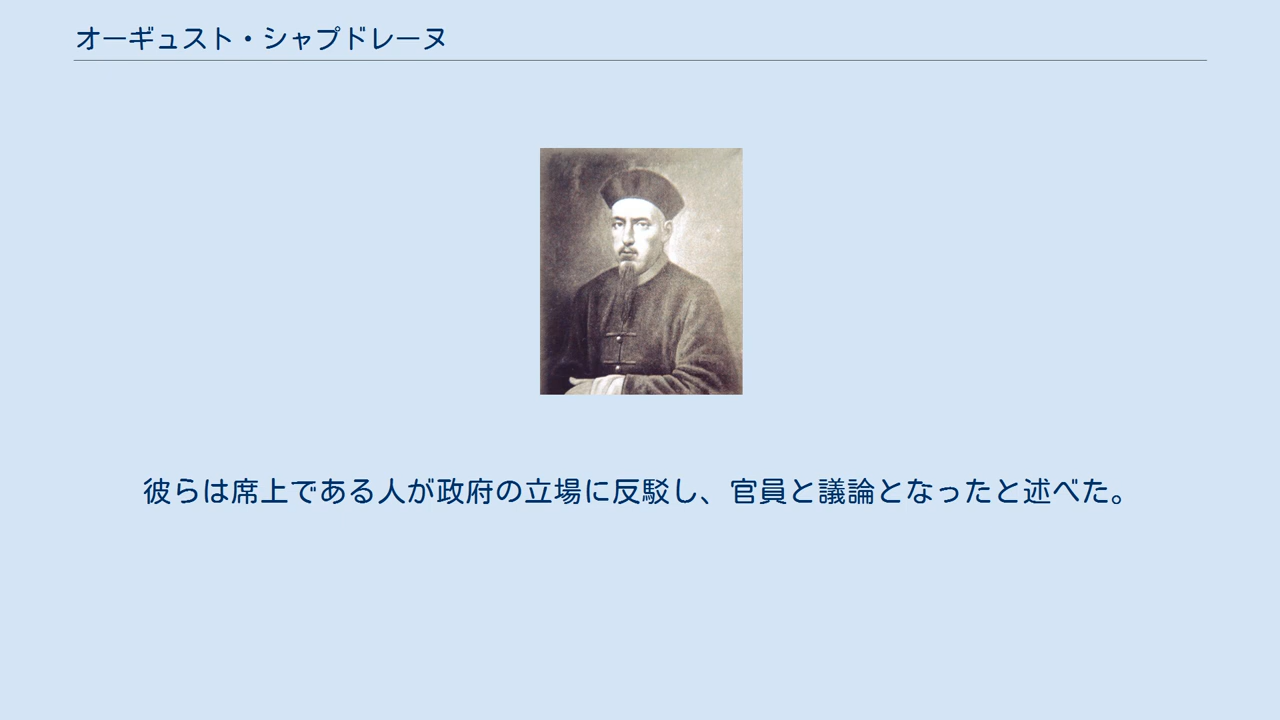 オーギュスト・シャプドレーヌ
彼らは席上である人が政府の立場に反駁し、官員と議論となったと述べた。